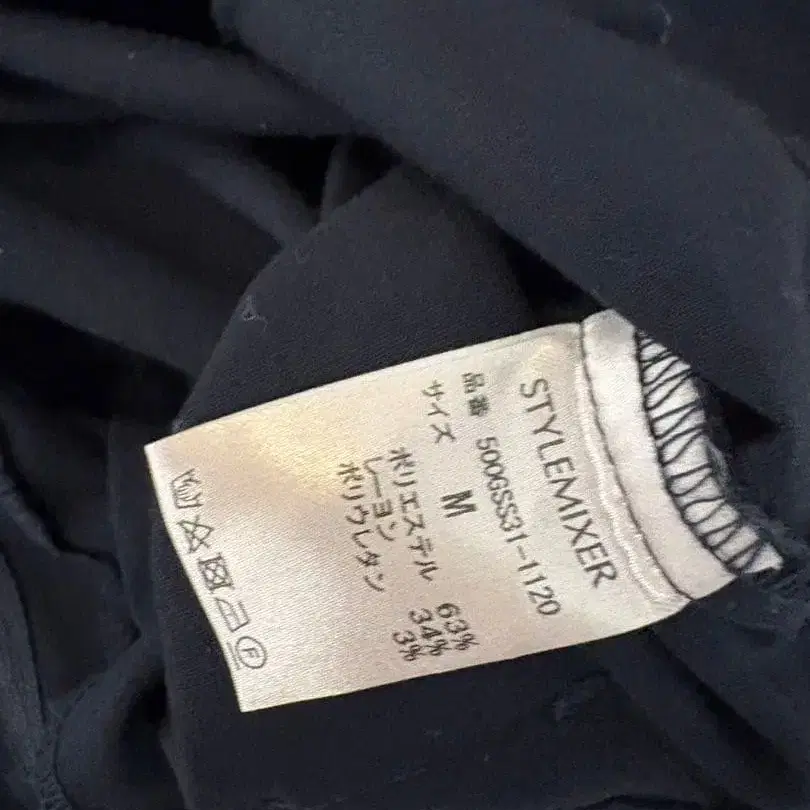 STYLEMIXER
品番 500GSS31-1120
サイズ M
ポリエステル 63%
レーヨン 34%
ポリウレタン 3%
F